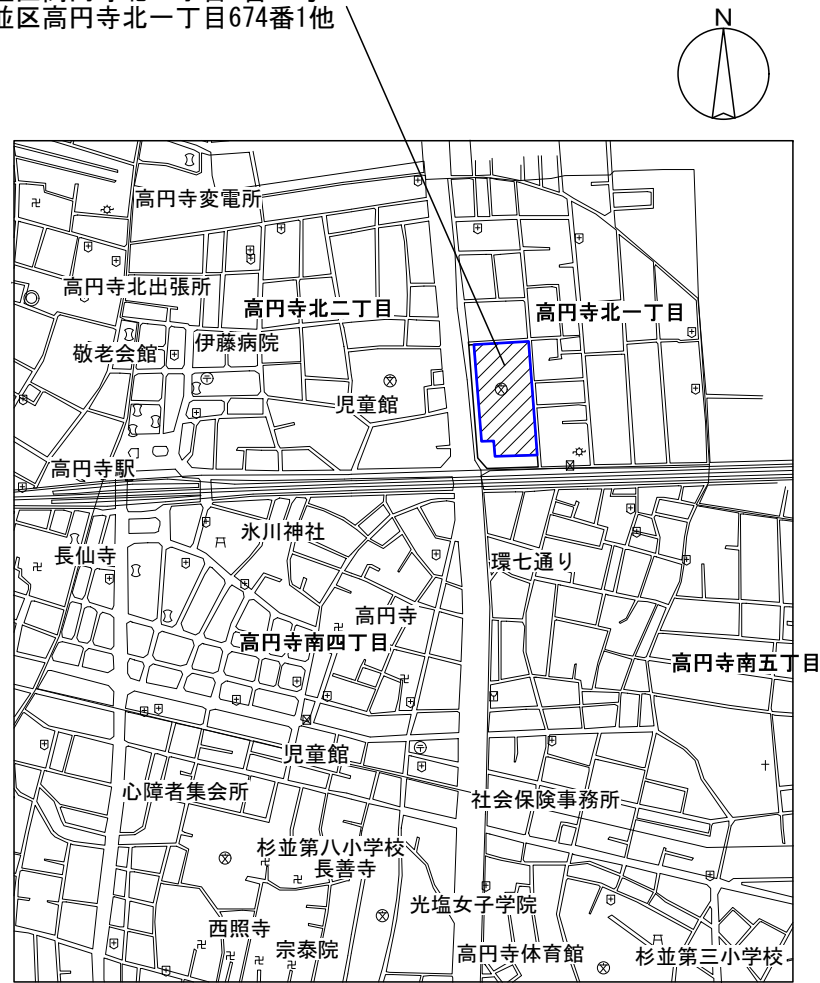 並区高円寺北一丁目674番1他
N
高円寺変電所
高円寺北出張所
高円寺北二丁目
高円寺北一丁目
伊藤病院
敬老会館
児童館
高円寺駅
氷川神社
長仙寺
環七通り
高円寺
高円寺南四丁目
高円寺南五丁目
児童館
心障者集会所
社会保険事務所
杉並第八小学校
長善寺
光塩女子学院
西照寺
宗泰院
高円寺体育館
杉並第三小学校